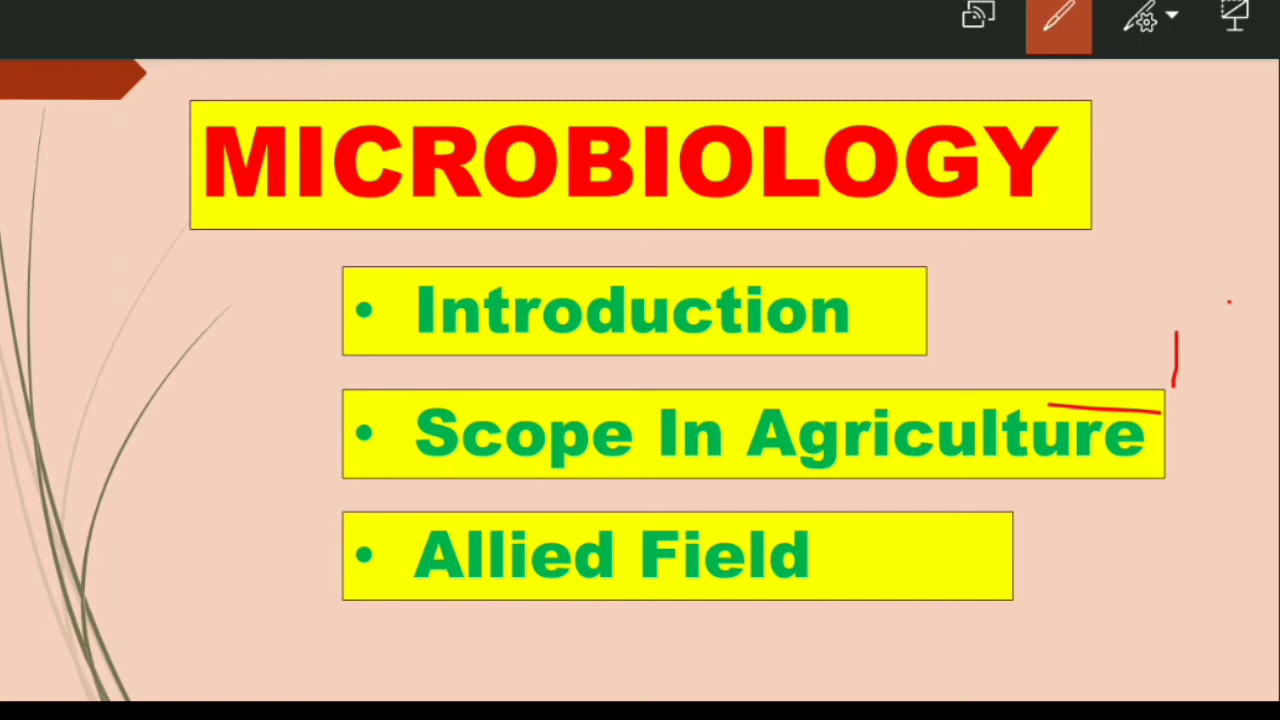 MICROBIOLOGY
• Introduction
• Scope In Agriculture
• Allied Field